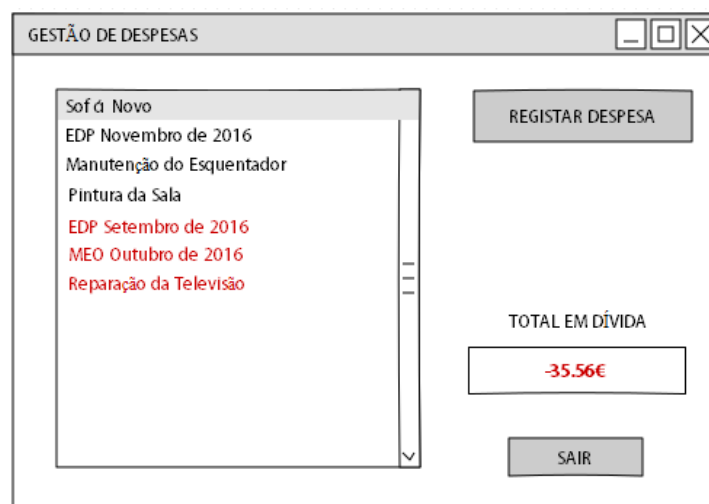 GESTÃO DE DESPESAS
Sofá Novo
EDP Novembro de 2016
Manutenção do Esquentador
Pintura da Sala
EDP Setembro de 2016
MEO Outubro de 2016
Reparação da Televisão
REGISTAR DESPESA
TOTAL EM DÍVIDA
-35.56€
SAIR